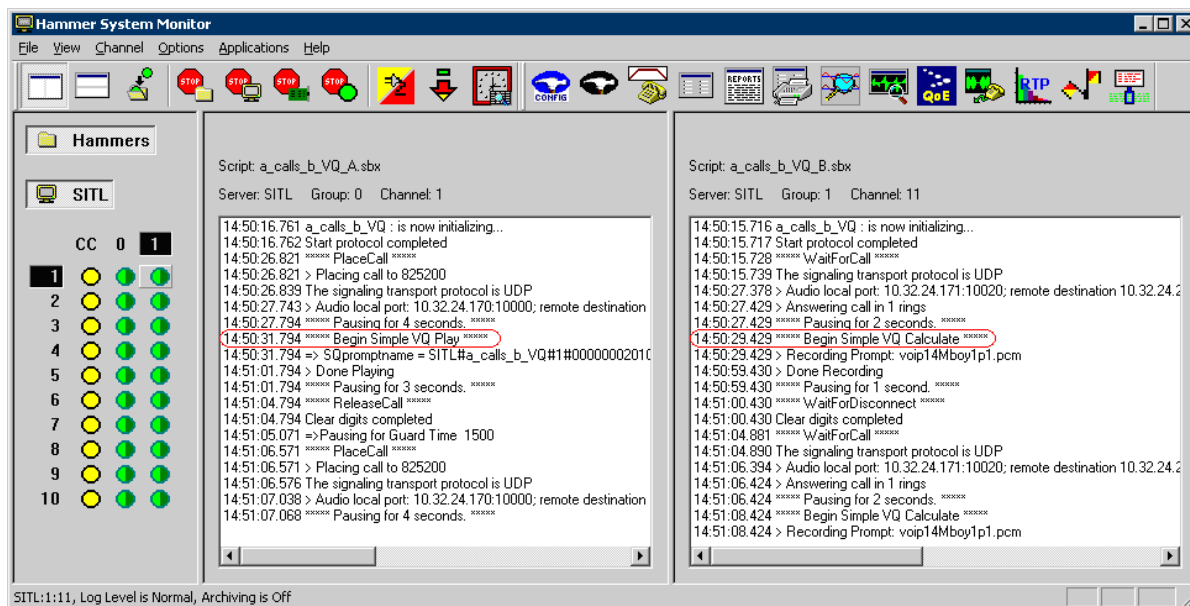 Hammer System Monitor
File View Channel Options Applications Help
STOP STOP STOP STOP CONFIG REPORTS QoE RTP
Hammers
SITL
CC 0 1
1
2
3
4
5
6
7
8
9
10
Script: a_calls_b_VQ_A.sbx
Server: SITL Group: 0 Channel: 1
14:50:16.761 a_calls_b_VQ : is now initializing...
14:50:16.762 Start protocol completed
14:50:26.821 ***** PlaceCall *****
14:50:26.821 > Placing call to 825200
14:50:26.839 The signaling transport protocol is UDP
14:50:27.743 > Audio local port: 10.32.24.170:10000; remote destination
14:50:27.794 ***** Pausing for 4 seconds. *****
14:50:31.794 ***** Begin Simple VQ Play *****
14:50:31.794 => SQpromptname = SITL#a_calls_b_VQ#1#00000002010
14:51:01.794 > Done Playing
14:51:01.794 ***** Pausing for 3 seconds. *****
14:51:04.794 ***** ReleaseCall *****
14:51:04.794 Clear digits completed
14:51:05.071 =>Pausing for Guard Time 1500
14:51:06.571 ***** PlaceCall *****
14:51:06.571 > Placing call to 825200
14:51:06.576 The signaling transport protocol is UDP
14:51:07.038 > Audio local port: 10.32.24.170:10000; remote destination
14:51:07.068 ***** Pausing for 4 seconds. *****
Script: a_calls_b_VQ_B.sbx
Server: SITL Group: 1 Channel: 11
14:50:15.716 a_calls_b_VQ : is now initializing...
14:50:15.717 Start protocol completed
14:50:15.728 ***** WaitForCall *****
14:50:15.739 The signaling transport protocol is UDP
14:50:27.378 > Audio local port: 10.32.24.171:10020; remote destination 10.32.24.2
14:50:27.429 > Answering call in 1 rings
14:50:27.429 ***** Pausing for 2 seconds. *****
14:50:29.429 ***** Begin Simple VQ Calculate *****
14:50:29.429 > Recording Prompt: voip14Mboy1p1.pcm
14:50:59.430 > Done Recording
14:50:59.430 ***** Pausing for 1 second. *****
14:51:00.430 ***** WaitForDisconnect *****
14:51:00.430 Clear digits completed
14:51:04.881 ***** WaitForCall *****
14:51:04.890 The signaling transport protocol is UDP
14:51:06.394 > Audio local port: 10.32.24.171:10020; remote destination 10.32.24.2
14:51:06.424 > Answering call in 1 rings
14:51:06.424 ***** Pausing for 2 seconds. *****
14:51:08.424 ***** Begin Simple VQ Calculate *****
14:51:08.424 > Recording Prompt: voip14Mboy1p1.pcm
SITL:1:11, Log Level is Normal, Archiving is Off